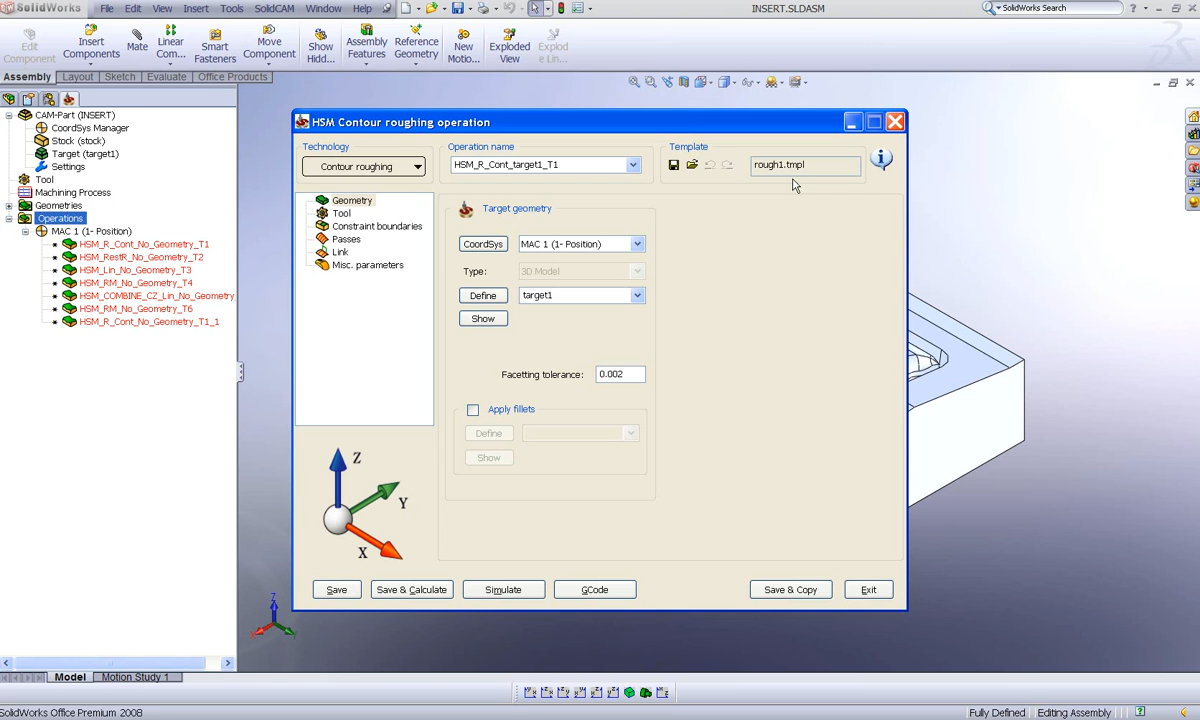 SolidWorks File Edit View Insert Tools SolidCAM Window Help INSERT.SLDASM SolidWorks Search
Edit Component
Insert Components
Mate
Linear Com...
Smart Fasteners
Move Component
Show Hidd...
Assembly Features
Reference Geometry
New Motio...
Exploded View
Explod e Lin...
Assembly Layout Sketch Evaluate Office Products
CAM-Part (INSERT)
CoordSys Manager
Stock (stock)
Target (target1)
Settings
Tool
Machining Process
Geometries
Operations
MAC 1 (1- Position)
HSM_R_Cont_No_Geometry_T1
HSM_RestR_No_Geometry_T2
HSM_Lin_No_Geometry_T3
HSM_RM_No_Geometry_T4
HSM_COMBINE_CZ_Lin_No_Geometry_
HSM_RM_No_Geometry_T6
HSM_R_Cont_No_Geometry_T1_1
HSM Contour roughing operation
Technology
Contour roughing
Operation name
HSM_R_Cont_target1_T1
Template
rough1.tmpl
Geometry
Tool
Constraint boundaries
Passes
Link
Misc. parameters
Target geometry
CoordSys MAC 1 (1- Position)
Type: 3D Model
Define target1
Show
Facetting tolerance: 0.002
Apply fillets
Define
Show
Z
Y
X
Save Save & Calculate Simulate GCode Save & Copy Exit
Z
Model Motion Study 1
SolidWorks Office Premium 2008 Fully Defined Editing Assembly